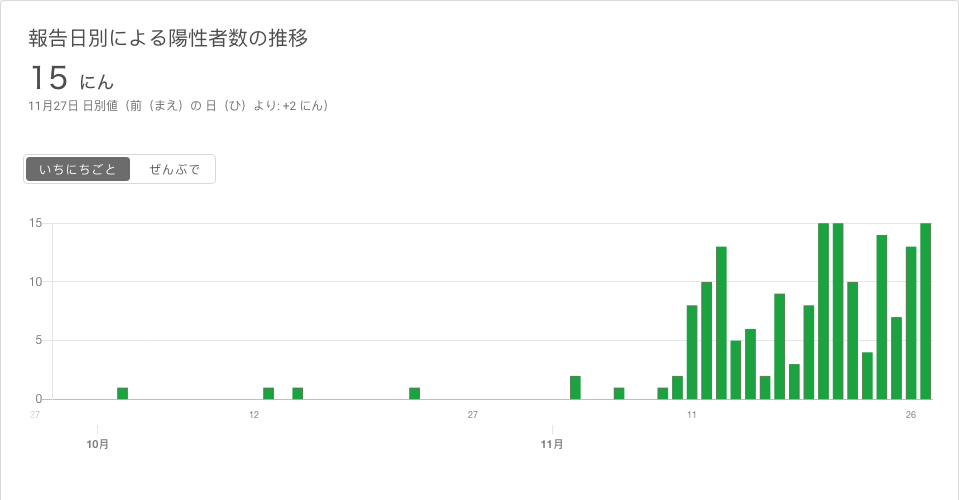 報告日別による陽性者数の推移
15 にん
11月27日 日別値（前（まえ）の 日（ひ）より: +2 にん）
いちにちごと ぜんぶで
15
10
5
0
27 12 27 11 26
10月 11月